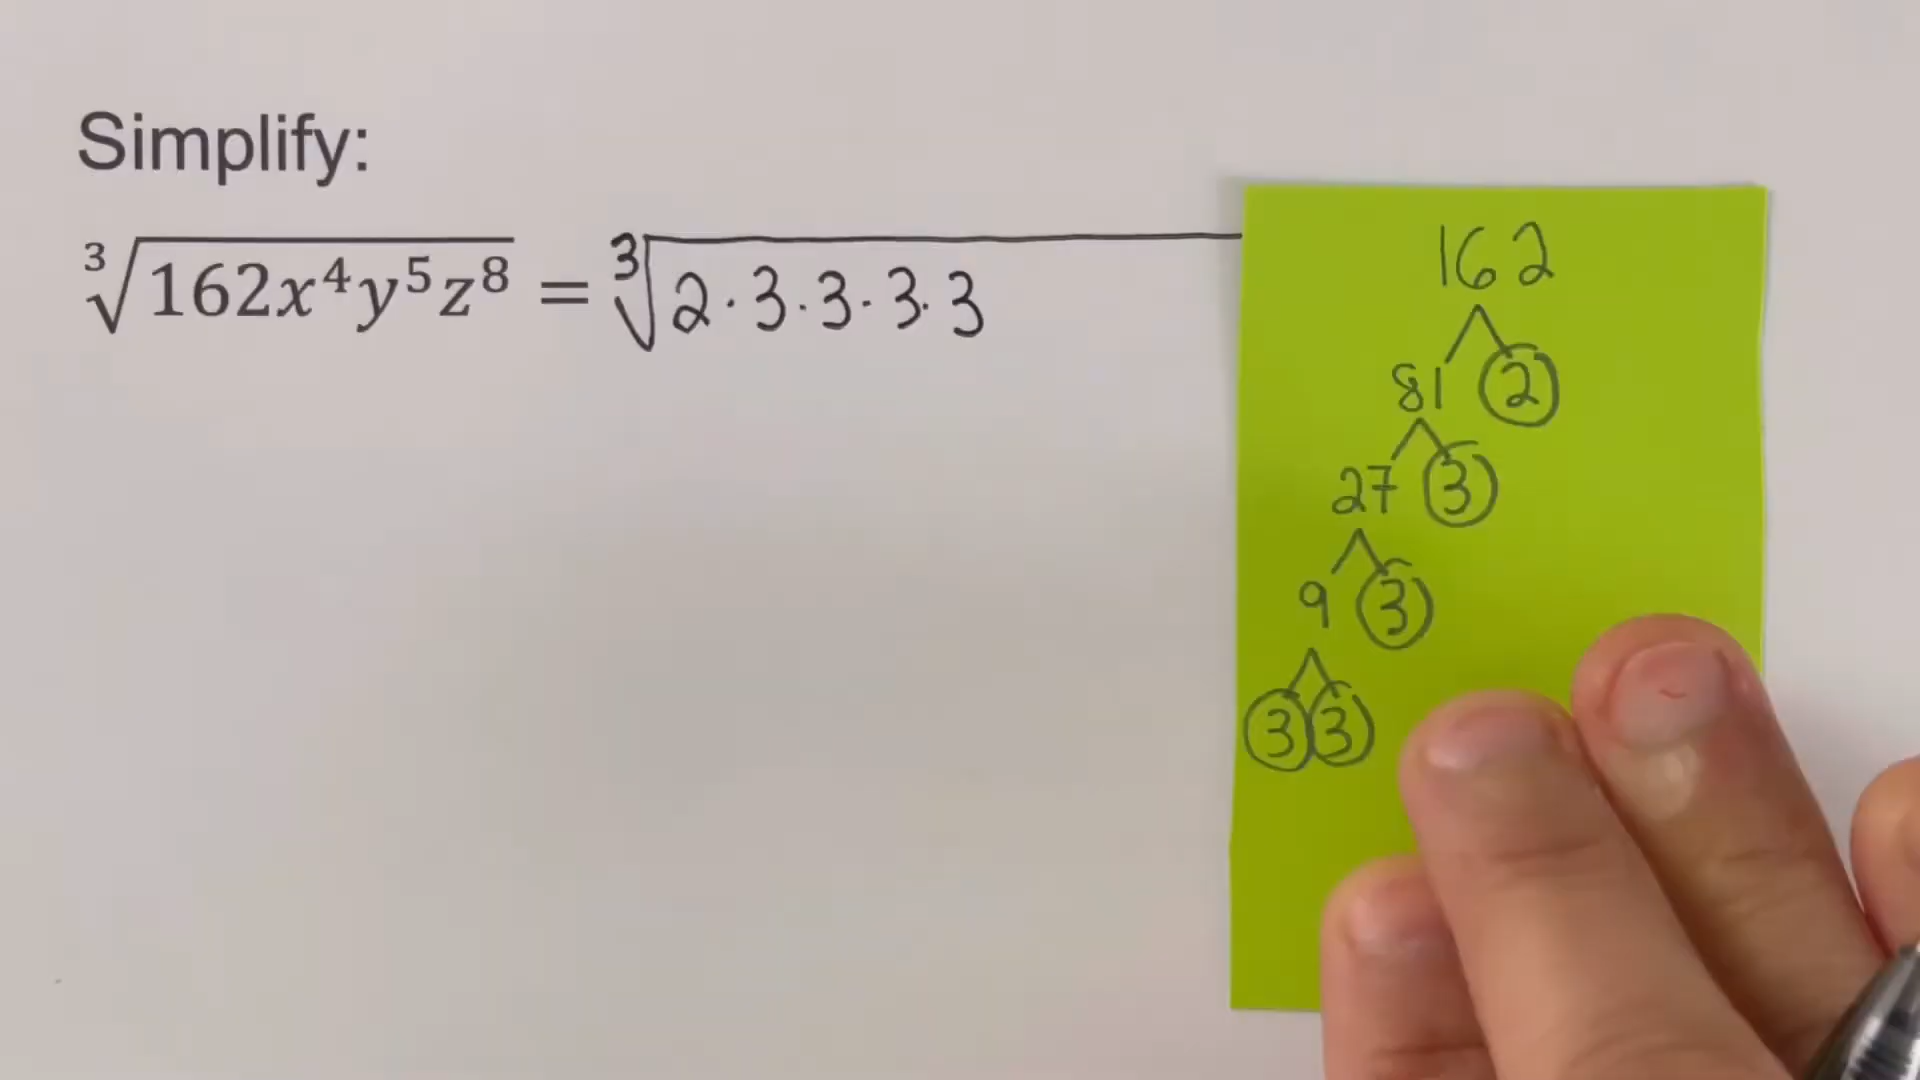 Simplify:
∛162x⁴y⁵z⁸ = ∛2·3·3·3·3
162
81 2
27 3
9 3
3 3